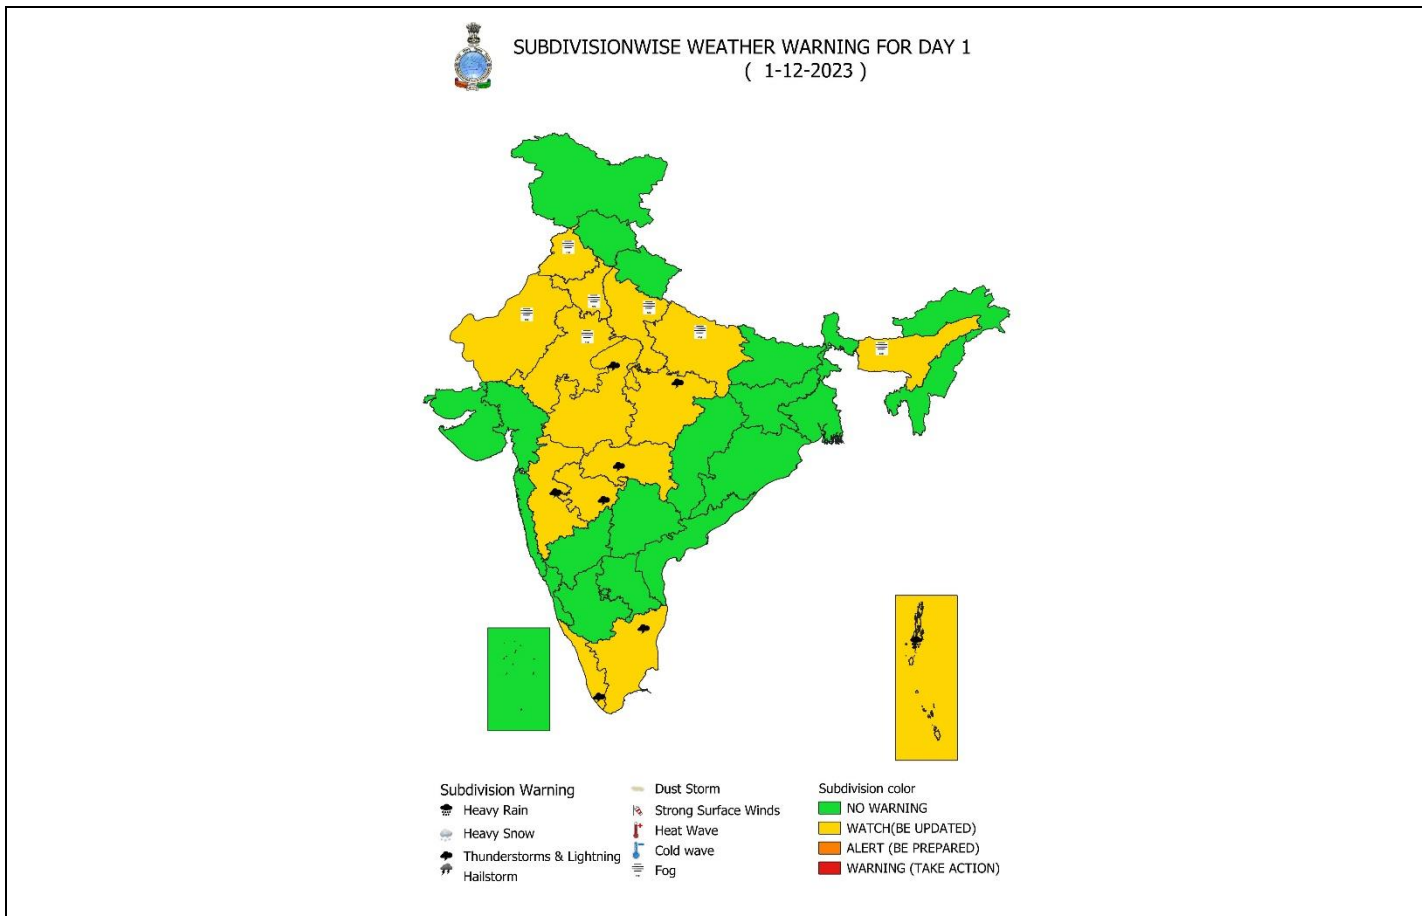 SUBDIVISIONWISE WEATHER WARNING FOR DAY 1
( 1-12-2023 )
Subdivision Warning
Heavy Rain
Heavy Snow
Thunderstorms & Lightning
Hailstorm
Dust Storm
Strong Surface Winds
Heat Wave
Cold wave
Fog
Subdivision color
NO WARNING
WATCH(BE UPDATED)
ALERT (BE PREPARED)
WARNING (TAKE ACTION)